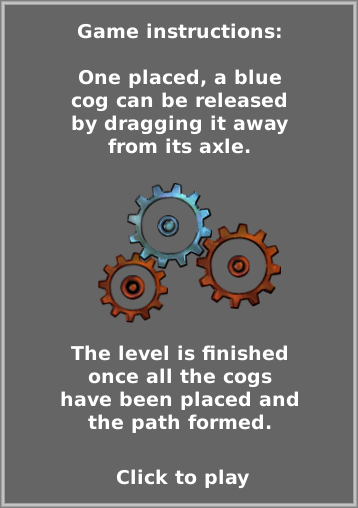 Game instructions:
One placed, a blue
cog can be released
by dragging it away
from its axle.
The level is finished
once all the cogs
have been placed and
the path formed.
Click to play